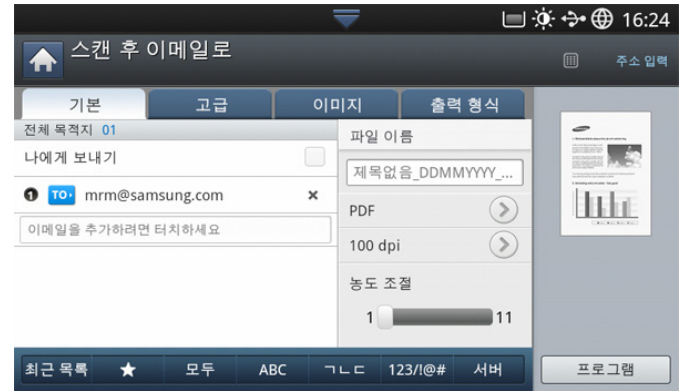 16:24
스캔 후 이메일로
주소 입력
기본 고급 이미지 출력 형식
전체 목적지 01
나에게 보내기
1 TO mrm@samsung.com ×
이메일을 추가하려면 터치하세요
파일 이름
제목없음_DDMMYYYY_...
PDF
100 dpi
농도 조절
1 11
최근 목록 ★ 모두 ABC ㄱㄴㄷ 123/!@# 서버
프로그램